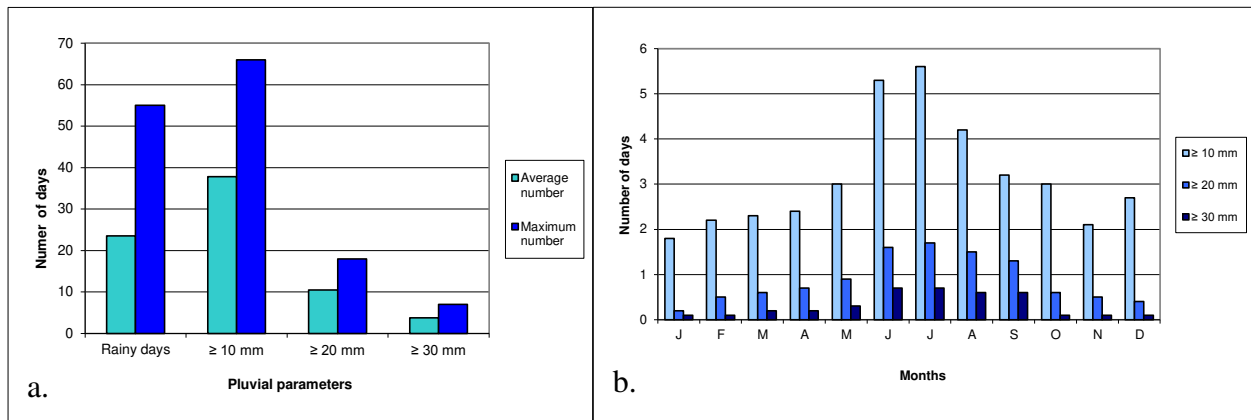 70
60
50
40
30
20
10
0
Numer of days
Rainy days ≥ 10 mm ≥ 20 mm ≥ 30 mm
Pluvial parameters
Average
number
Maximum
number
a.
6
5
4
3
2
1
0
Number of days
J F M A M J J A S O N D
Months
≥ 10 mm
≥ 20 mm
≥ 30 mm
b.